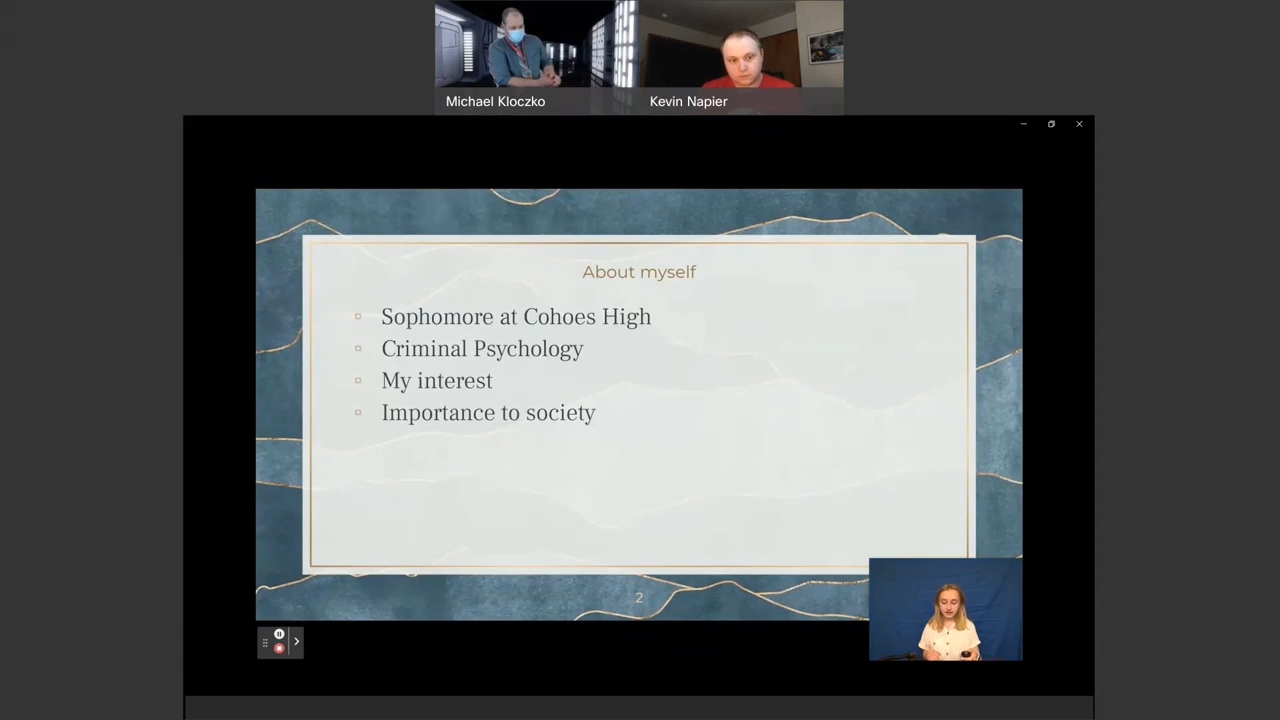 Michael Kloczko
Kevin Napier
About myself
Sophomore at Cohoes High
Criminal Psychology
My interest
Importance to society
2